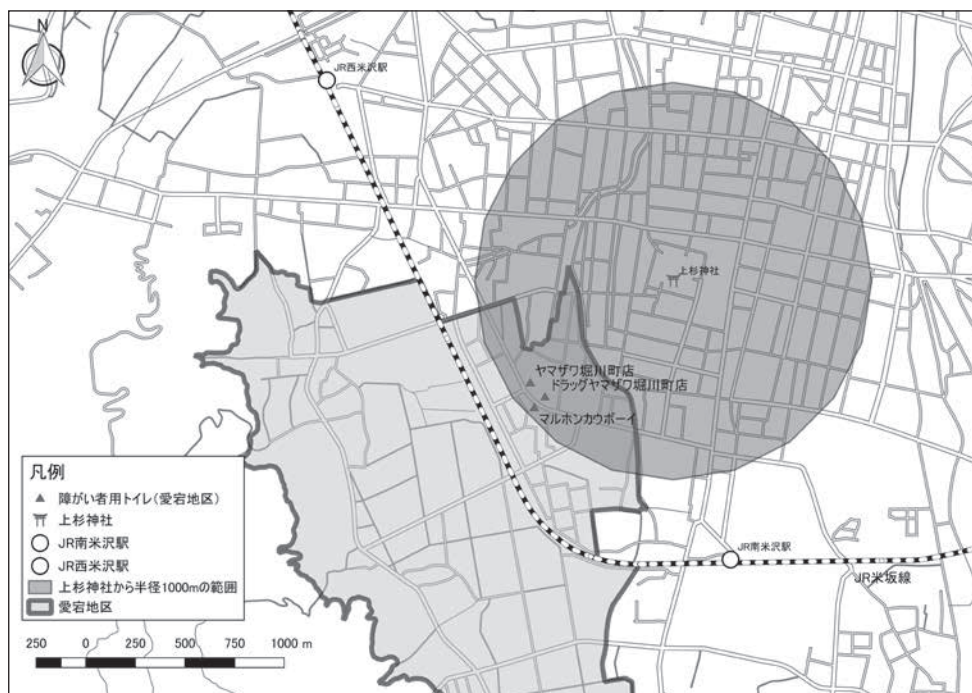 N
JR西米沢駅
上杉神社
ヤマザワ堀川町店
ドラッグヤマザワ堀川町店
マルホンカウボーイ
JR南米沢駅
JR米坂線
凡例
障がい者用トイレ(愛宕地区)
上杉神社
JR南米沢駅
JR西米沢駅
上杉神社から半径1000mの範囲
愛宕地区
250 0 250 500 750 1000 m